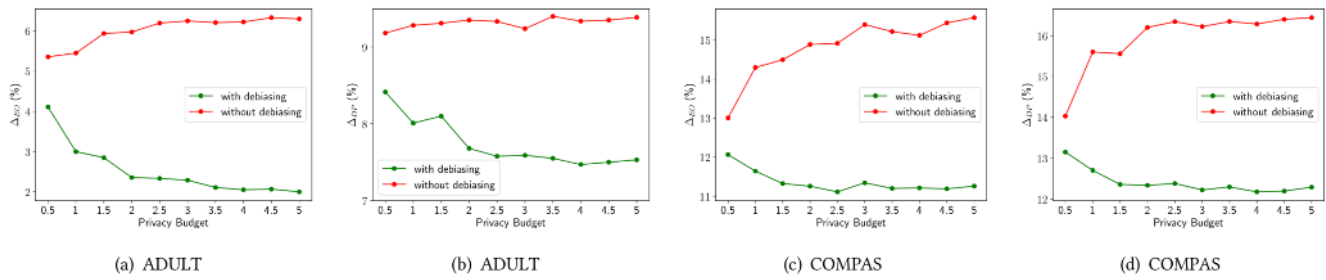 6
5
4
3
2
Δ_EO (%)
with debiasing
without debiasing
0.5 1 1.5 2 2.5 3 3.5 4 4.5 5
Privacy Budget
(a) ADULT
9
8
7
Δ_DP (%)
with debiasing
without debiasing
0.5 1 1.5 2 2.5 3 3.5 4 4.5 5
Privacy Budget
(b) ADULT
15
14
13
12
11
Δ_EO (%)
with debiasing
without debiasing
0.5 1 1.5 2 2.5 3 3.5 4 4.5 5
Privacy Budget
(c) COMPAS
16
15
14
13
12
Δ_DP (%)
with debiasing
without debiasing
0.5 1 1.5 2 2.5 3 3.5 4 4.5 5
Privacy Budget
(d) COMPAS